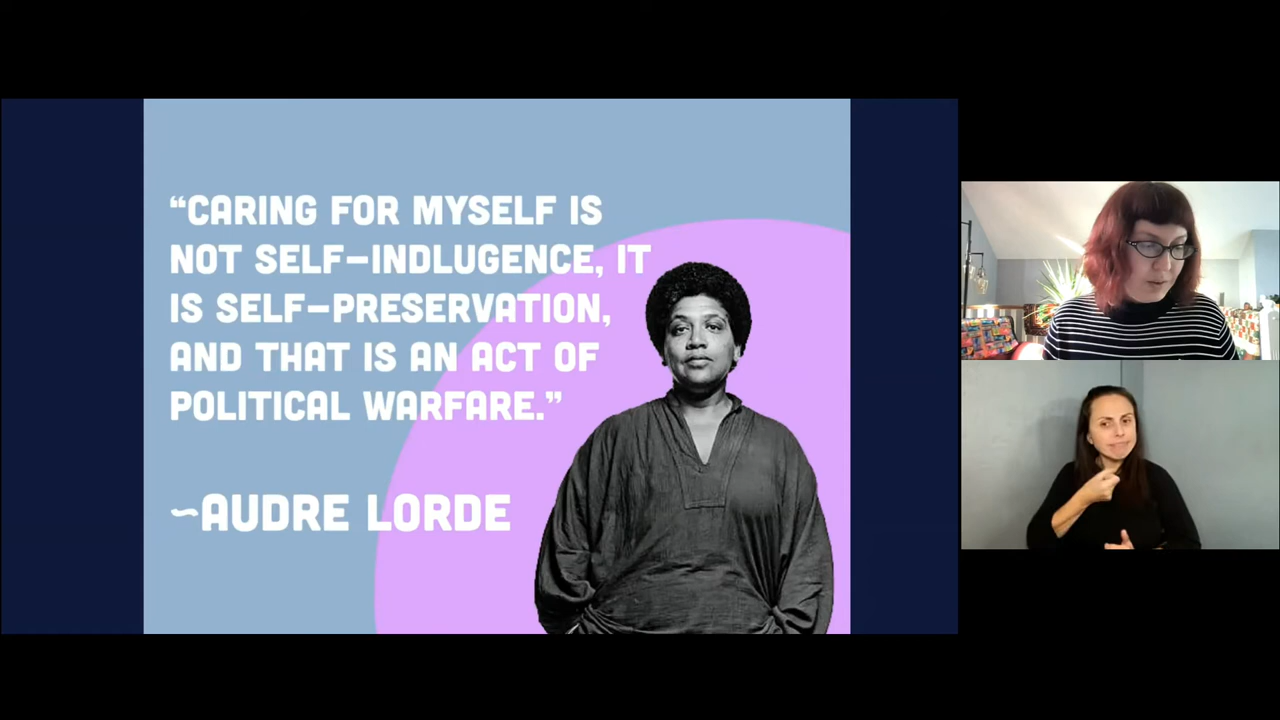 “CARING FOR MYSELF IS
NOT SELF-INDLUGENCE, IT
IS SELF-PRESERVATION,
AND THAT IS AN ACT OF
POLITICAL WARFARE.”
~AUDRE LORDE